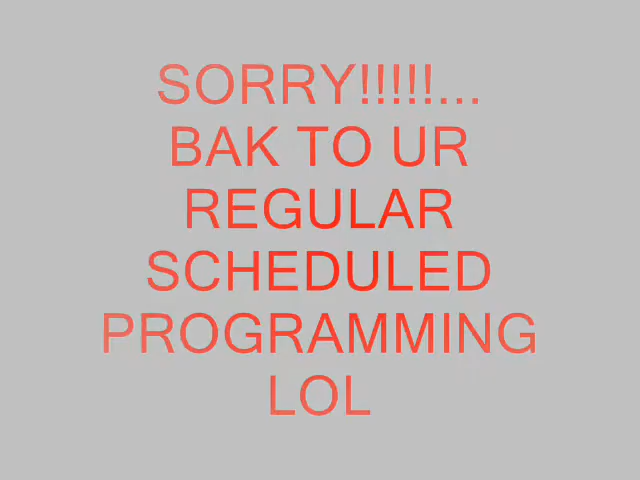 SORRY!!!!!...
BAK TO UR
REGULAR
SCHEDULED
PROGRAMMING
LOL